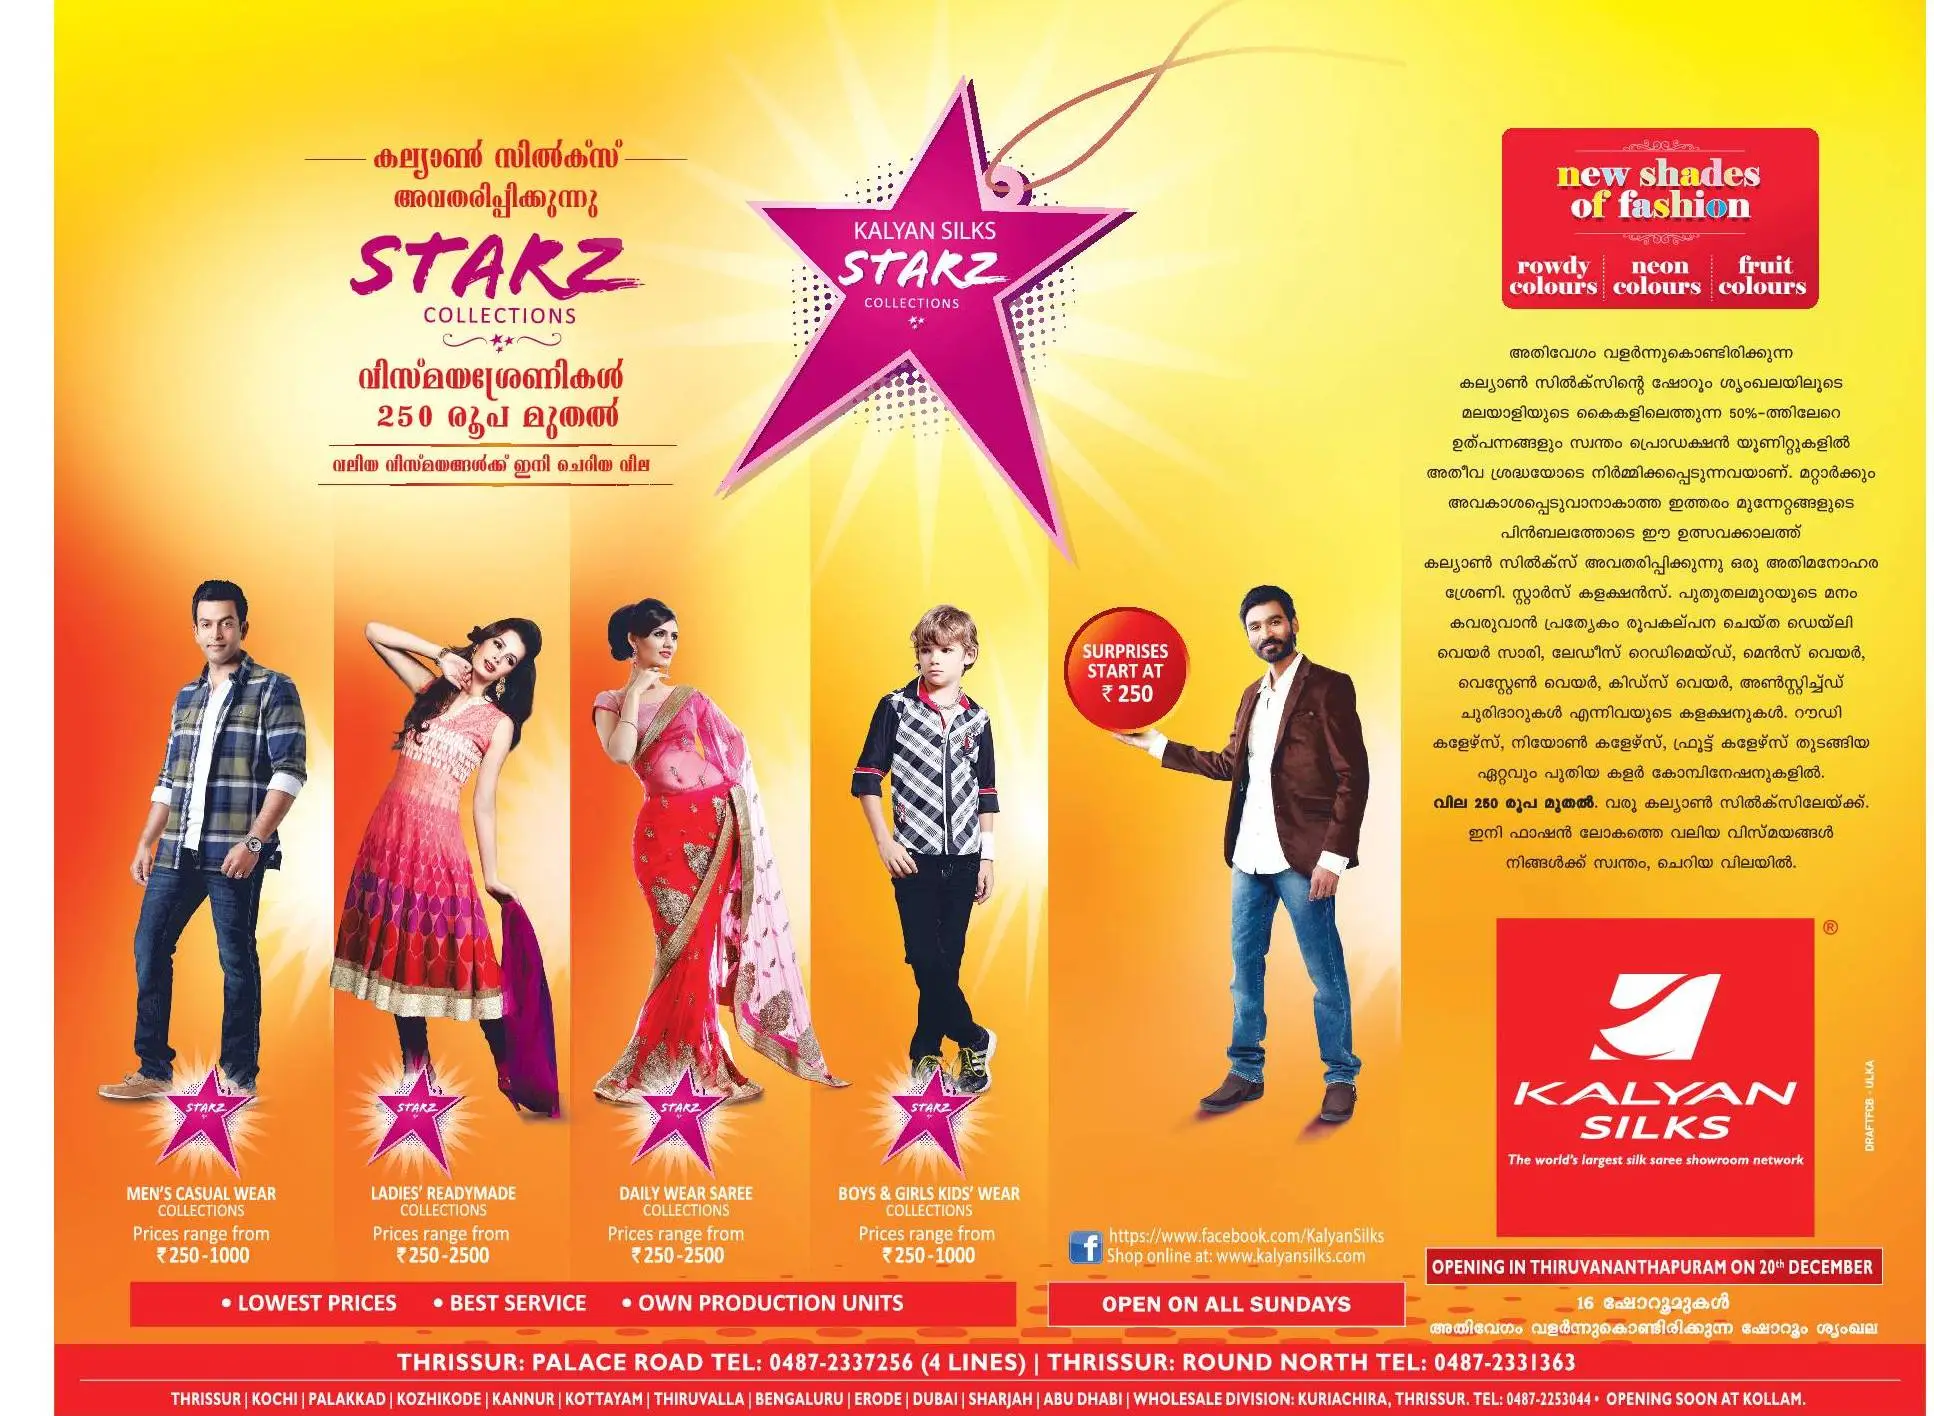 കല്യാൺ സിൽക്സ്
അവതരിപ്പിക്കുന്നു
STARZ
COLLECTIONS
വിസ്മയശ്രേണികൾ
250 രൂപ മുതൽ
വലിയ വിസ്മയങ്ങൾക്ക് ഇനി ചെറിയ വില
KALYAN SILKS
STARZ
COLLECTIONS
new shades
of fashion
rowdy colours
neon colours
fruit colours
അതിവേഗം വളർന്നുകൊണ്ടിരിക്കുന്ന
കല്യാൺ സിൽക്സിന്റെ ഷോറൂം ശൃംഖലയിലൂടെ
മലയാളിയുടെ കൈകളിലെത്തുന്ന 50%-ത്തിലേറെ
ഉത്പന്നങ്ങളും സ്വന്തം പ്രൊഡക്ഷൻ യൂണിറ്റുകളിൽ
അതീവ ശ്രദ്ധയോടെ നിർമ്മിക്കപ്പെടുന്നവയാണ്. മറ്റാർക്കും
അവകാശപ്പെടുവാനാകാത്ത ഇത്തരം മുന്നേറ്റങ്ങളുടെ
പിൻബലത്തോടെ ഈ ഉത്സവക്കാലത്ത്
കല്യാൺ സിൽക്സ് അവതരിപ്പിക്കുന്നു ഒരു അതിമനോഹര
ശ്രേണി. സ്റ്റാർസ് കളക്ഷൻസ്. പുതുതലമുറയുടെ മനം
കവരുവാൻ പ്രത്യേകം രൂപകല്പന ചെയ്ത ഡെയ്ലി
വെയർ സാരി, ലേഡീസ് റെഡിമെയ്ഡ്, മെൻസ് വെയർ,
വെസ്റ്റേൺ വെയർ, കിഡ്സ് വെയർ, അൺസ്റ്റിച്ച്ഡ്
ചുരിദാറുകൾ എന്നിവയുടെ കളക്ഷനുകൾ. റൗഡി
കളേഴ്സ്, നിയോൺ കളേഴ്സ്, ഫ്രൂട്ട് കളേഴ്സ് തുടങ്ങിയ
ഏറ്റവും പുതിയ കളർ കോമ്പിനേഷനുകളിൽ.
വില 250 രൂപ മുതൽ. വരൂ കല്യാൺ സിൽക്സിലേയ്ക്ക്.
ഇനി ഫാഷൻ ലോകത്തെ വലിയ വിസ്മയങ്ങൾ
നിങ്ങൾക്ക് സ്വന്തം, ചെറിയ വിലയിൽ.
SURPRISES
START AT
₹ 250
STARZ
STARZ
STARZ
STARZ
MEN'S CASUAL WEAR
COLLECTIONS
Prices range from
₹250-1000
LADIES' READYMADE
COLLECTIONS
Prices range from
₹250-2500
DAILY WEAR SAREE
COLLECTIONS
Prices range from
₹250-2500
BOYS & GIRLS KIDS' WEAR
COLLECTIONS
Prices range from
₹250-1000
https://www.facebook.com/KalyanSilks
Shop online at: www.kalyansilks.com
®
KALYAN
SILKS
The world's largest silk saree showroom network
DRAFTFCB - ULKA
OPENING IN THIRUVANANTHAPURAM ON 20th DECEMBER
16 ഷോറൂമുകൾ
അതിവേഗം വളർന്നുകൊണ്ടിരിക്കുന്ന ഷോറൂം ശൃംഖല
• LOWEST PRICES • BEST SERVICE • OWN PRODUCTION UNITS
OPEN ON ALL SUNDAYS
THRISSUR: PALACE ROAD TEL: 0487-2337256 (4 LINES) | THRISSUR: ROUND NORTH TEL: 0487-2331363
THRISSUR | KOCHI | PALAKKAD | KOZHIKODE | KANNUR | KOTTAYAM | THIRUVALLA | BENGALURU | ERODE | DUBAI | SHARJAH | ABU DHABI | WHOLESALE DIVISION: KURIACHIRA, THRISSUR. TEL: 0487-2253044 • OPENING SOON AT KOLLAM.